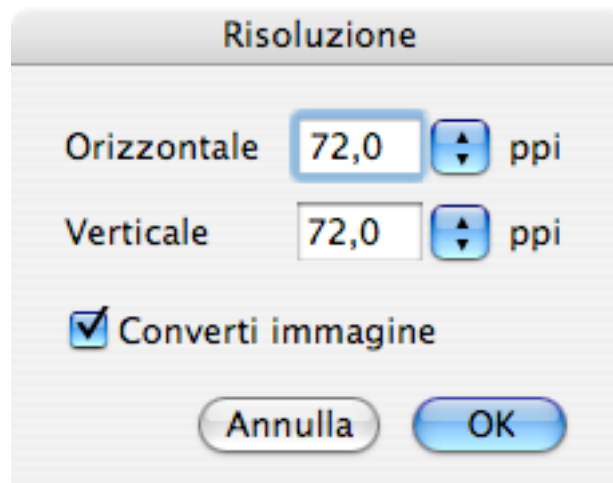 Risoluzione
Orizzontale 72,0 ppi
Verticale 72,0 ppi
Converti immagine
Annulla OK